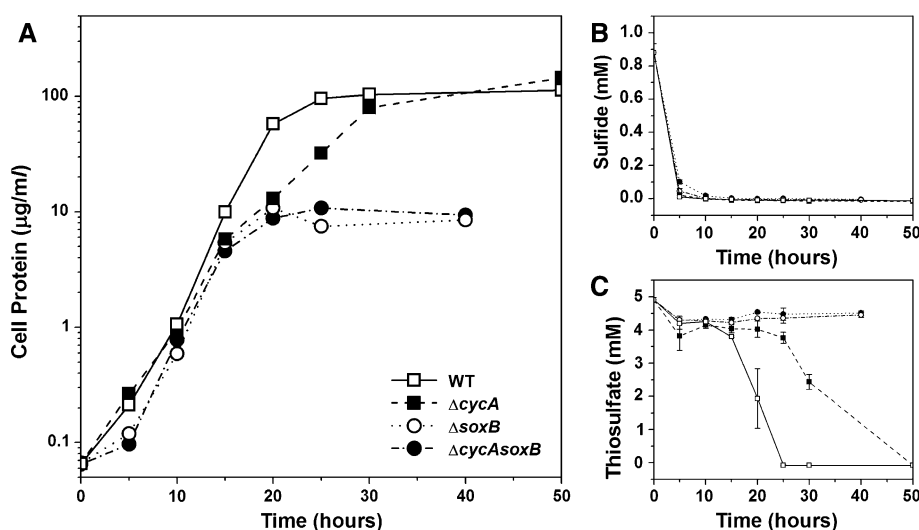 A
Cell Protein (µg/ml)
100
10
1
0.1
WT
ΔcycA
ΔsoxB
ΔcycAsoxB
0 10 20 30 40 50
Time (hours)
B
Sulfide (mM)
1.0
0.8
0.6
0.4
0.2
0.0
0 10 20 30 40 50
Time (hours)
C
Thiosulfate (mM)
5
4
3
2
1
0
0 10 20 30 40 50
Time (hours)